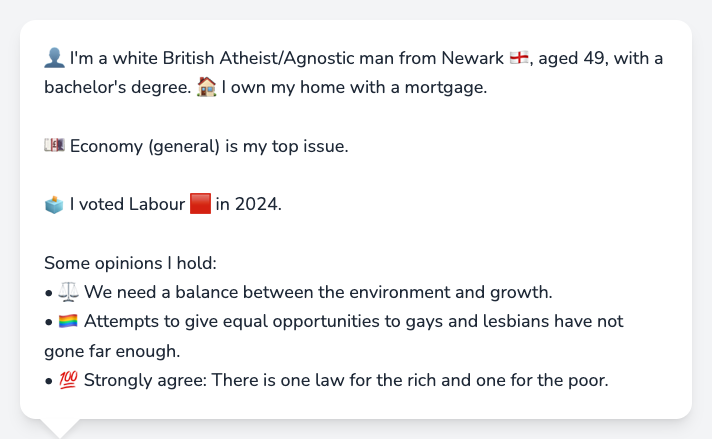 👤 I'm a white British Atheist/Agnostic man from Newark 🏴󠁧󠁢󠁥󠁮󠁧󠁿, aged 49, with a
bachelor's degree. 🏠 I own my home with a mortgage.
💷 Economy (general) is my top issue.
🗳️ I voted Labour 🟥 in 2024.
Some opinions I hold:
• ⚖️ We need a balance between the environment and growth.
• 🏳️‍🌈 Attempts to give equal opportunities to gays and lesbians have not
gone far enough.
• 💯 Strongly agree: There is one law for the rich and one for the poor.